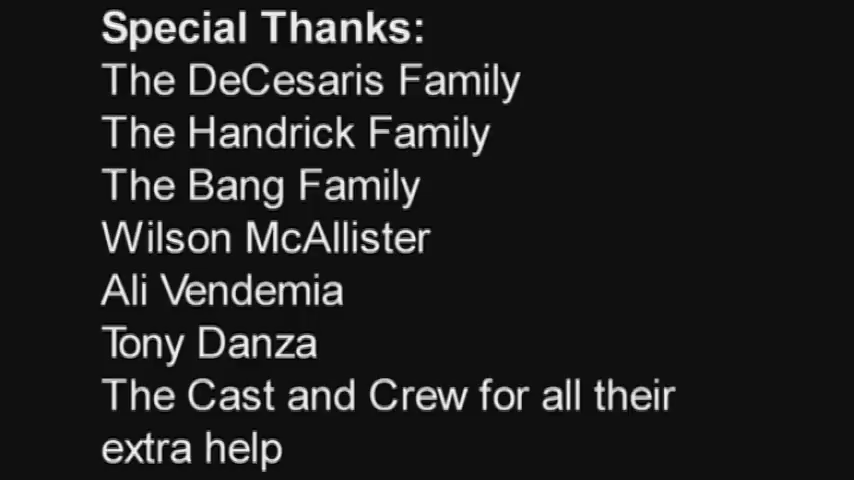 Special Thanks:
The DeCesaris Family
The Handrick Family
The Bang Family
Wilson McAllister
Ali Vendemia
Tony Danza
The Cast and Crew for all their
extra help